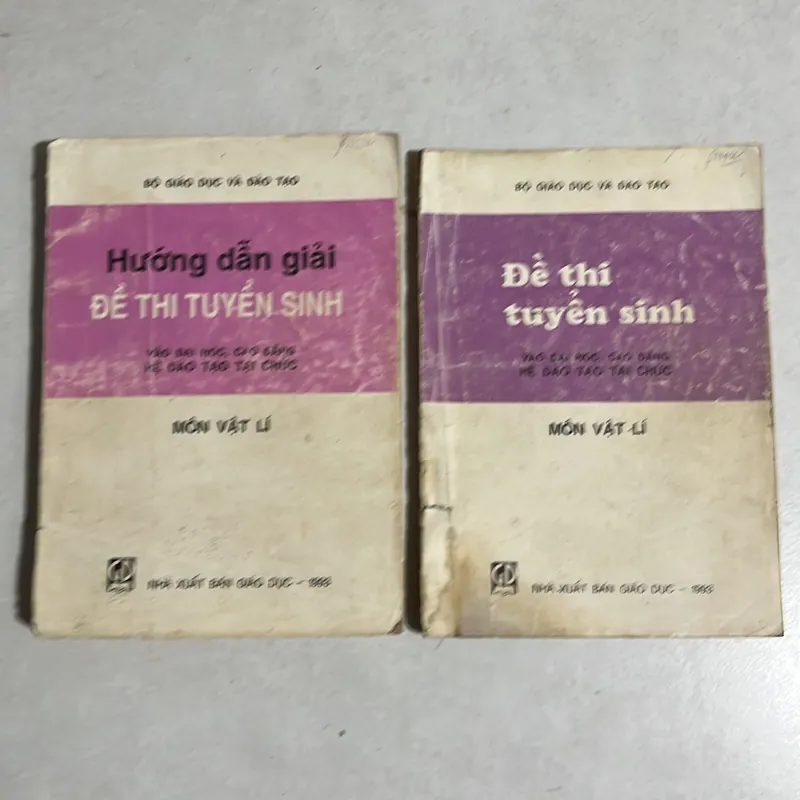 BỘ GIÁO DỤC VÀ ĐÀO TẠO
Hướng dẫn giải
ĐỀ THI TUYỂN SINH
VÀO ĐẠI HỌC, CAO ĐẲNG
HỆ ĐÀO TẠO TẠI CHỨC
MÔN VẬT LÍ
NHÀ XUẤT BẢN GIÁO DỤC - 1993
BỘ GIÁO DỤC VÀ ĐÀO TẠO
Đề thi
tuyển sinh
VÀO ĐẠI HỌC, CAO ĐẲNG
HỆ ĐÀO TẠO TẠI CHỨC
MÔN VẬT LÍ
NHÀ XUẤT BẢN GIÁO DỤC - 1993